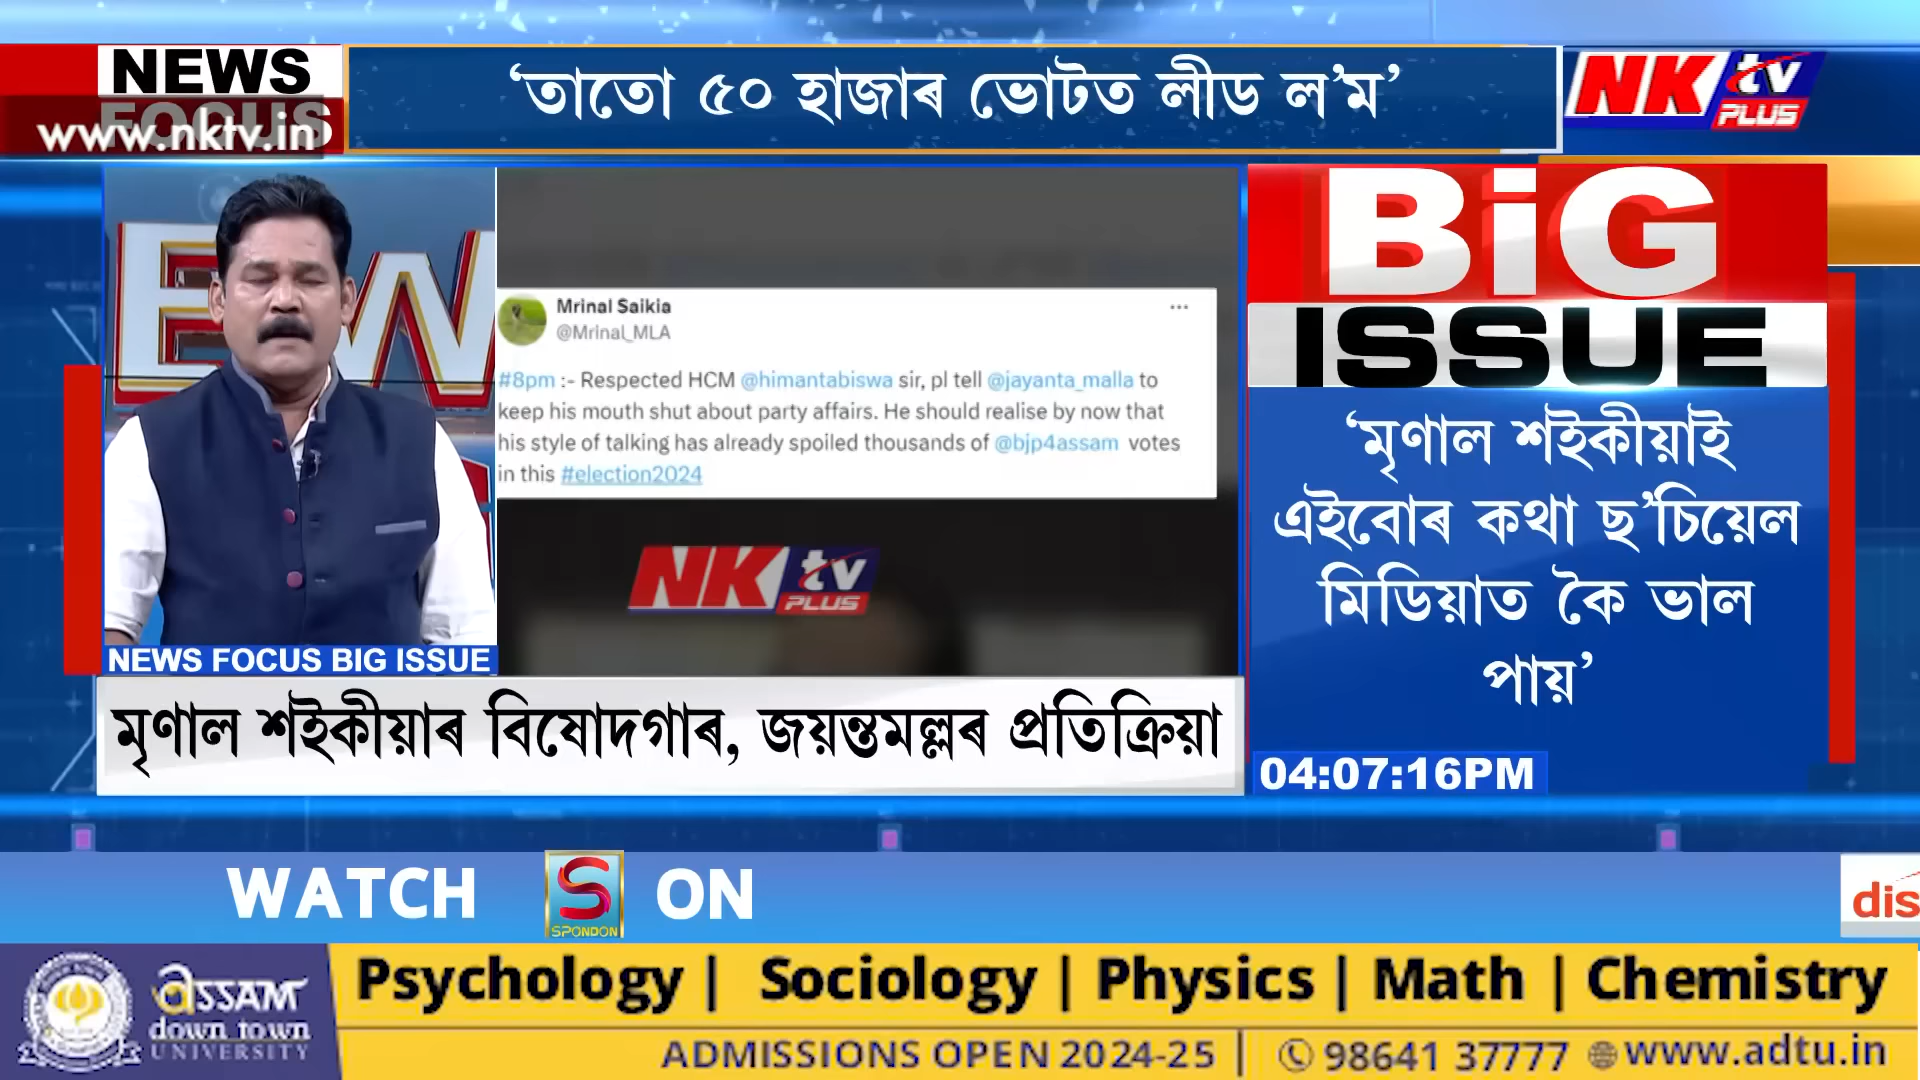 NEWS
FOCUS
www.nktv.in
‘তাতো ৫০ হাজাৰ ভোটত লীড ল’ম’
NK tv
PLUS
Mrinal Saikia
@Mrinal_MLA
#8pm :- Respected HCM @himantabiswa sir, pl tell @jayanta_malla to
keep his mouth shut about party affairs. He should realise by now that
his style of talking has already spoiled thousands of @bjp4assam votes
in this #election2024
NK tv
PLUS
NEWS FOCUS BIG ISSUE
মৃণাল শইকীয়াৰ বিষোদগাৰ, জয়ন্তমল্লৰ প্ৰতিক্ৰিয়া
BiG
ISSUE
‘মৃণাল শইকীয়াই
এইবোৰ কথা ছ’চিয়েল
মিডিয়াত কৈ ভাল
পায়’
04:07:16PM
WATCH S SPONDON ON
dis
ASSAM
down town
UNIVERSITY
Psychology | Sociology | Physics | Math | Chemistry
ADMISSIONS OPEN 2024-25 | 98641 37777 www.adtu.in